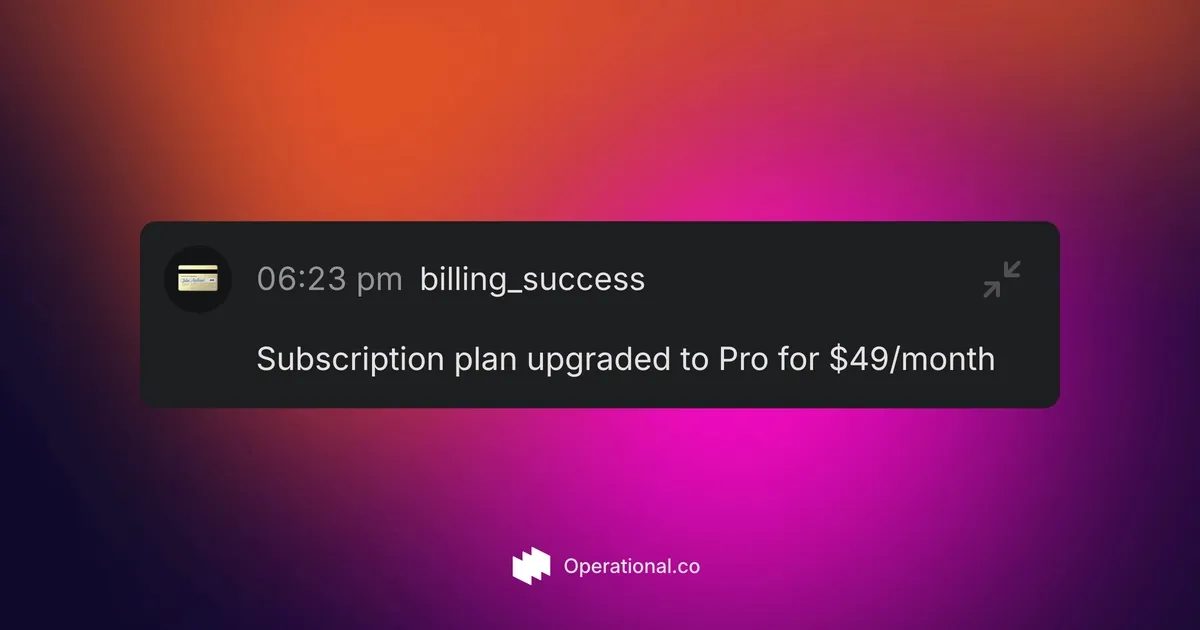 06:23 pm billing_success
Subscription plan upgraded to Pro for $49/month
Operational.co